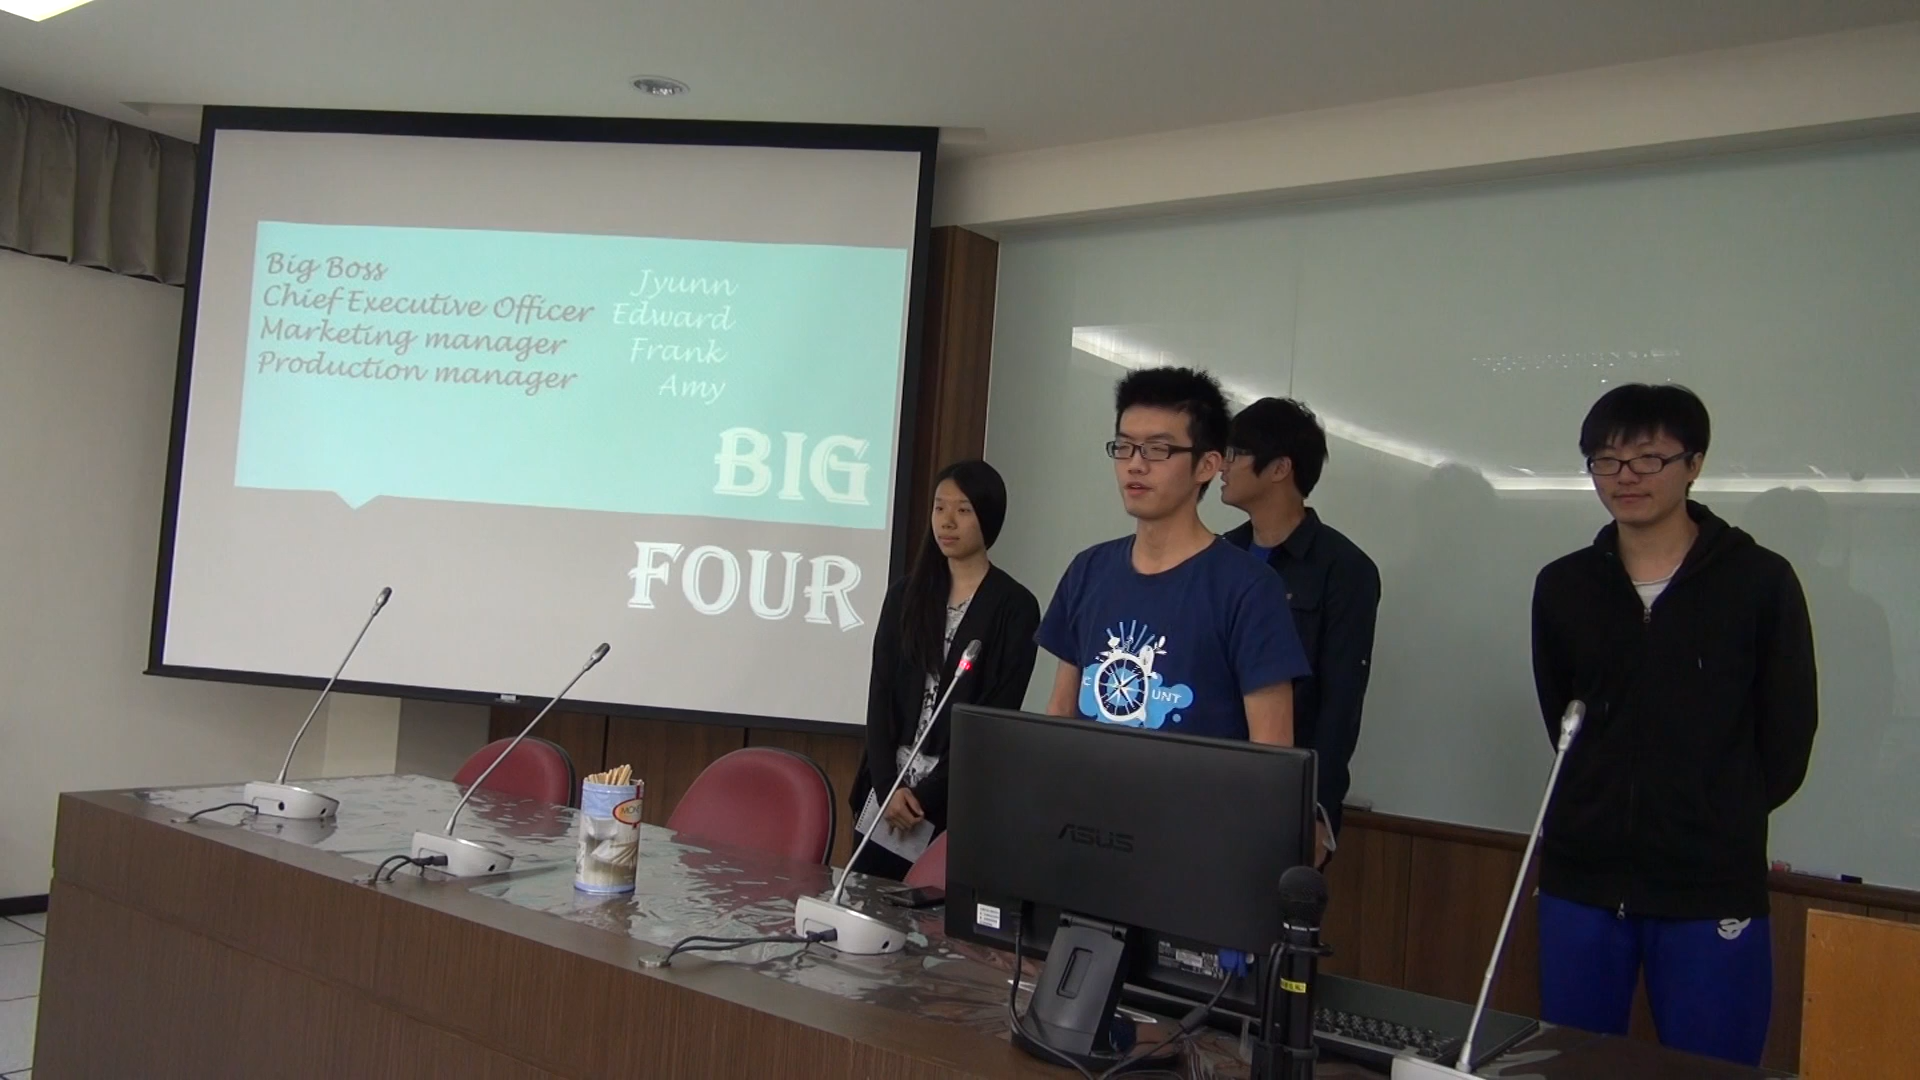 Big Boss Jyunn
Chief Executive Officer Edward
Marketing manager Frank
Production manager Amy
BIG
FOUR
UNT
ASUS